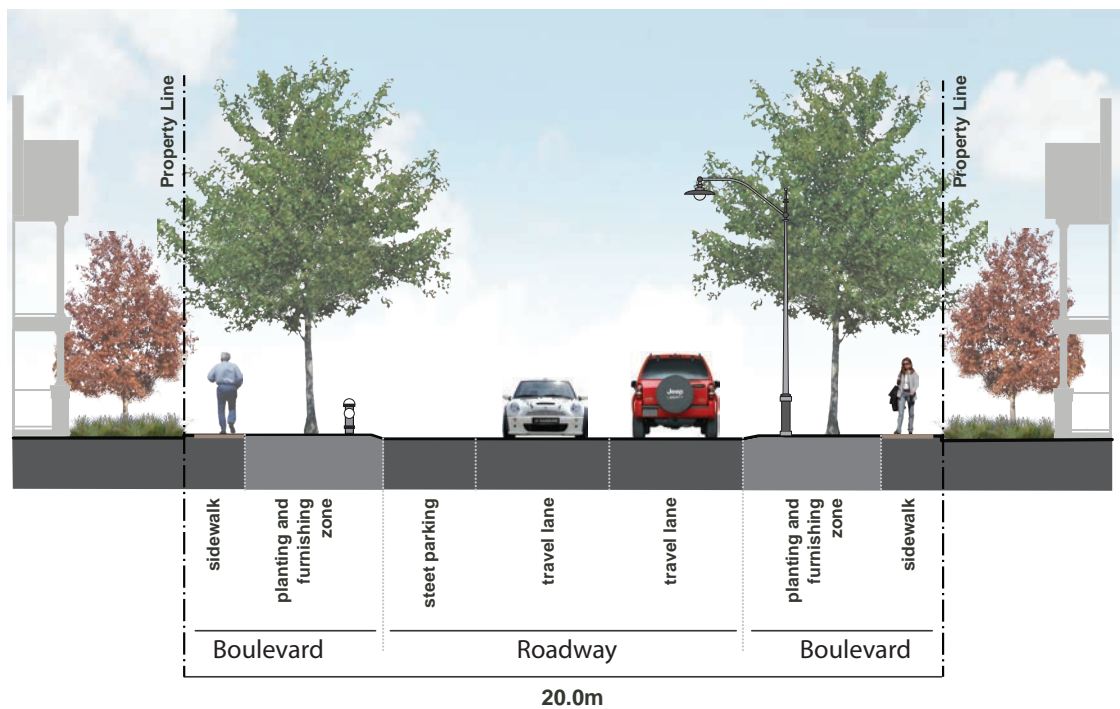 Property Line
Property Line
Jeep
sidewalk
planting and
furnishing
zone
steet parking
travel lane
travel lane
planting and
furnishing
zone
sidewalk
Boulevard
Roadway
Boulevard
20.0m